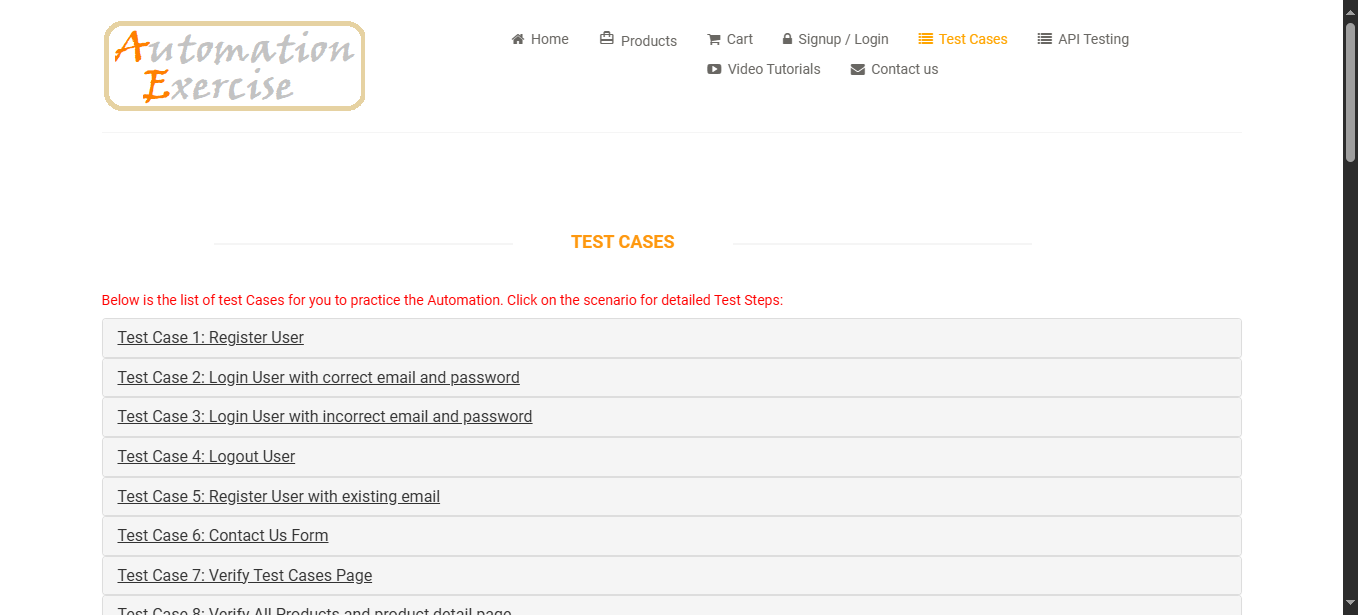 Automation
Exercise
Home
Products
Cart
Signup / Login
Test Cases
API Testing
Video Tutorials
Contact us
TEST CASES
Below is the list of test Cases for you to practice the Automation. Click on the scenario for detailed Test Steps:
Test Case 1: Register User
Test Case 2: Login User with correct email and password
Test Case 3: Login User with incorrect email and password
Test Case 4: Logout User
Test Case 5: Register User with existing email
Test Case 6: Contact Us Form
Test Case 7: Verify Test Cases Page
Test Case 8: Verify All Products and product detail page